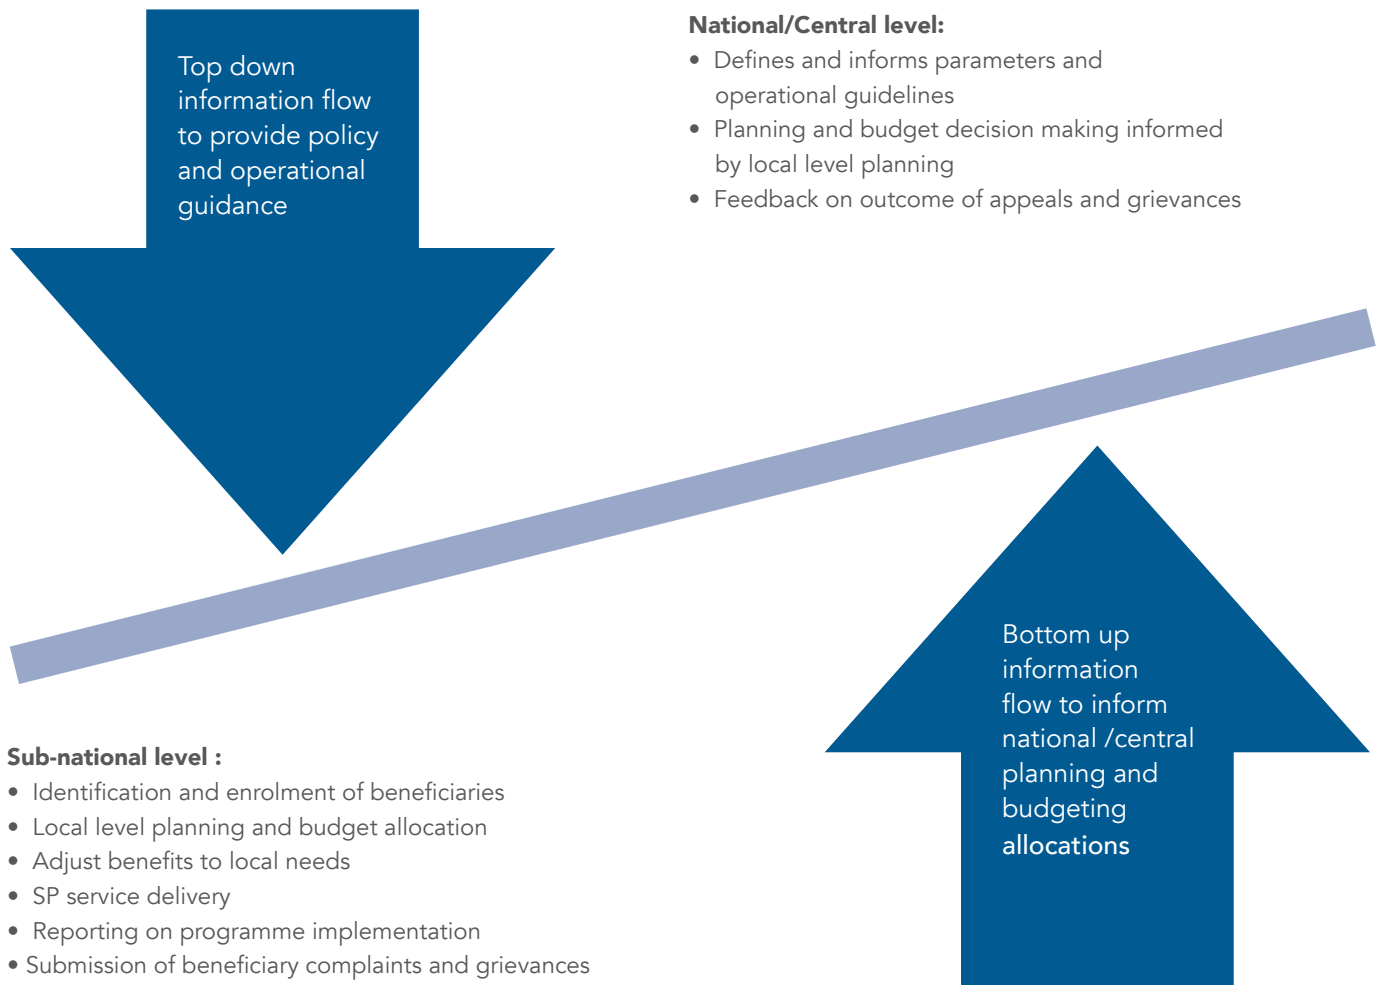 Top down
information flow
to provide policy
and operational
guidance
National/Central level:
• Defines and informs parameters and
operational guidelines
• Planning and budget decision making informed
by local level planning
• Feedback on outcome of appeals and grievances
Sub-national level :
• Identification and enrolment of beneficiaries
• Local level planning and budget allocation
• Adjust benefits to local needs
• SP service delivery
• Reporting on programme implementation
• Submission of beneficiary complaints and grievances
Bottom up
information
flow to inform
national /central
planning and
budgeting
allocations